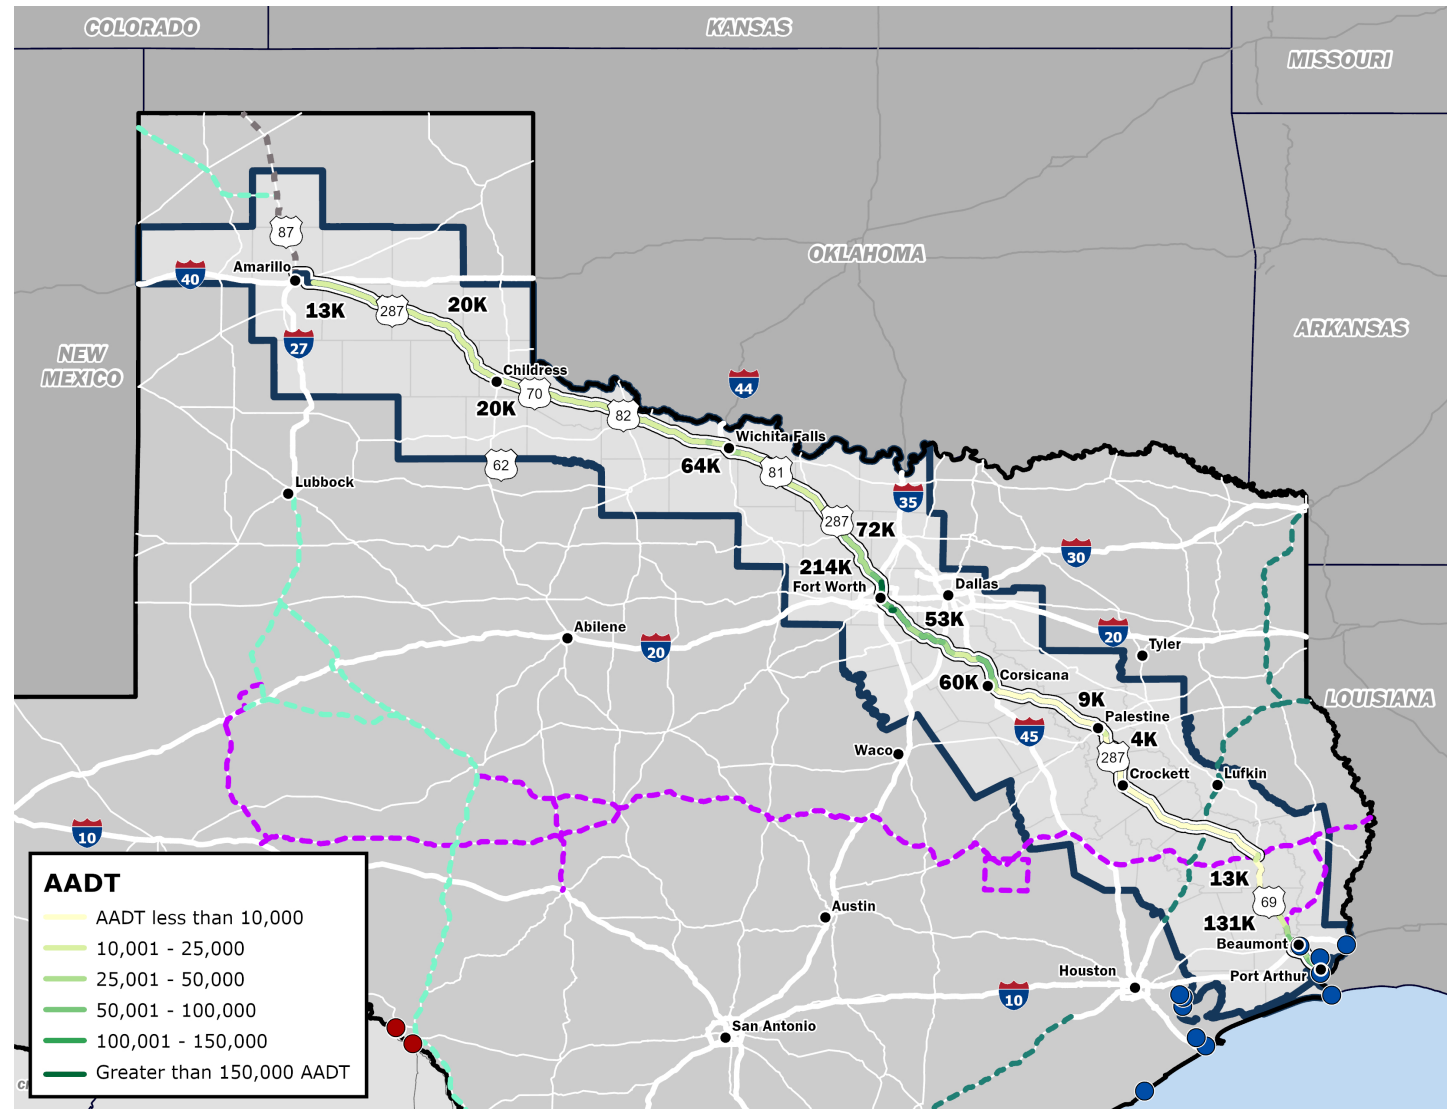 COLORADO
KANSAS
MISSOURI
87
OKLAHOMA
Amarillo
40
13K
287
20K
ARKANSAS
27
NEW
MEXICO
Childress
44
70
20K
82
Wichita Falls
64K
81
62
Lubbock
35
287
72K
30
214K
Fort Worth
Dallas
53K
Abilene
20
20
Tyler
60K
Corsicana
9K
LOUISIANA
Palestine
45
4K
Waco
287
Crockett
Lufkin
10
13K
69
Austin
131K
Beaumont
Houston
Port Arthur
10
San Antonio
AADT
AADT less than 10,000
10,001 - 25,000
25,001 - 50,000
50,001 - 100,000
100,001 - 150,000
Greater than 150,000 AADT